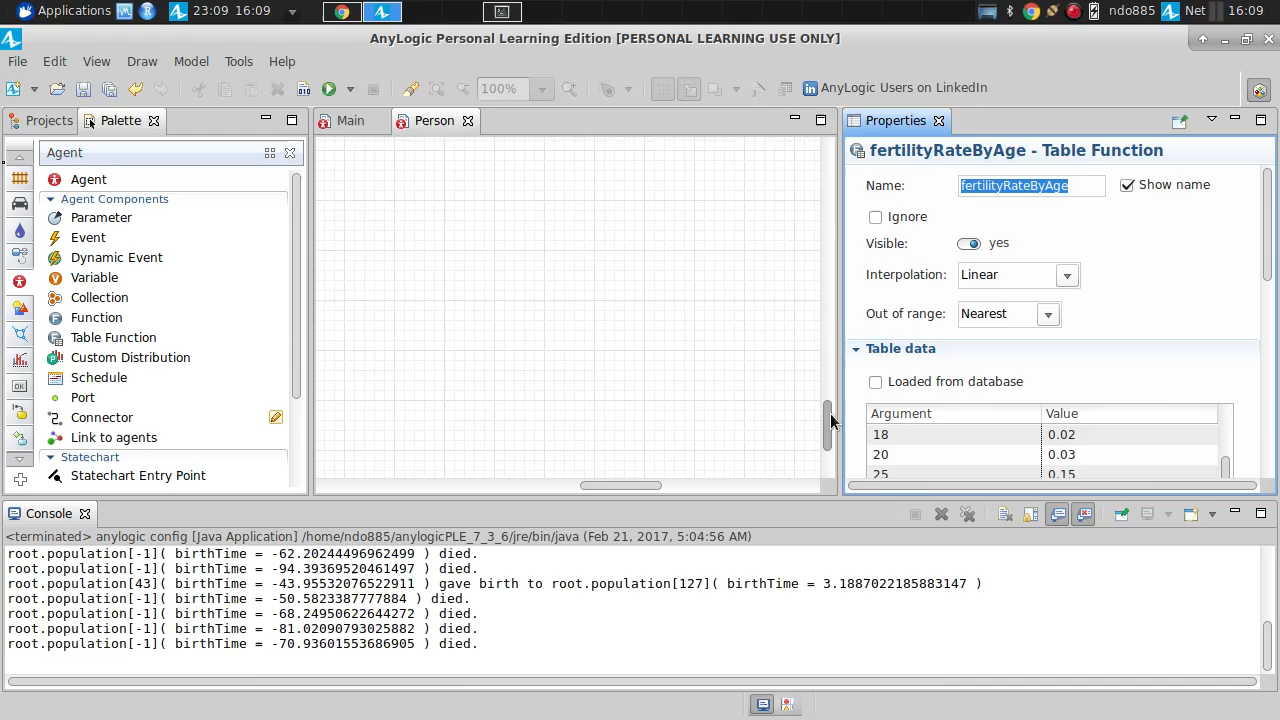 Applications 23:09 16:09 ndo885 Net 16:09
AnyLogic Personal Learning Edition [PERSONAL LEARNING USE ONLY]
File Edit View Draw Model Tools Help
100% AnyLogic Users on LinkedIn
Projects Palette Main Person Properties
Agent
Agent
Agent Components
Parameter
Event
Dynamic Event
Variable
Collection
Function
Table Function
Custom Distribution
Schedule
Port
Connector
Link to agents
Statechart
Statechart Entry Point
fertilityRateByAge - Table Function
Name: fertilityRateByAge Show name
Ignore
Visible: yes
Interpolation: Linear
Out of range: Nearest
Table data
Loaded from database
Argument Value
18 0.02
20 0.03
25 0.15
Console
<terminated> anylogic config [Java Application] /home/ndo885/anylogicPLE_7_3_6/jre/bin/java (Feb 21, 2017, 5:04:56 AM)
root.population[-1]( birthTime = -62.20244496962499 ) died.
root.population[-1]( birthTime = -94.39369520461497 ) died.
root.population[43]( birthTime = -43.95532076522911 ) gave birth to root.population[127]( birthTime = 3.1887022185883147 )
root.population[-1]( birthTime = -50.5823387777884 ) died.
root.population[-1]( birthTime = -68.24950622644272 ) died.
root.population[-1]( birthTime = -81.02090793025882 ) died.
root.population[-1]( birthTime = -70.93601553686905 ) died.